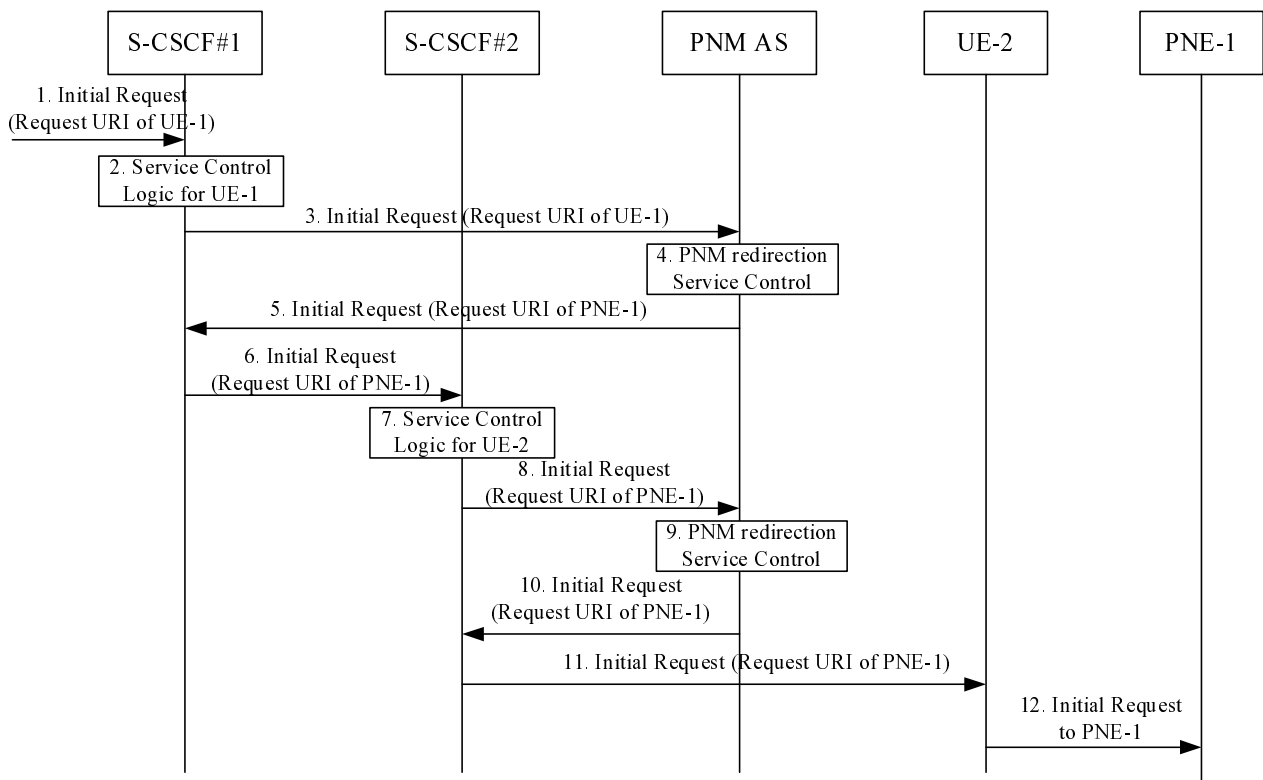 S-CSCF#1
S-CSCF#2
PNM AS
UE-2
PNE-1
1. Initial Request
(Request URI of UE-1)
2. Service Control
Logic for UE-1
3. Initial Request (Request URI of UE-1)
4. PNM redirection
Service Control
5. Initial Request (Request URI of PNE-1)
6. Initial Request
(Request URI of PNE-1)
7. Service Control
Logic for UE-2
8. Initial Request
(Request URI of PNE-1)
9. PNM redirection
Service Control
10. Initial Request
(Request URI of PNE-1)
11. Initial Request (Request URI of PNE-1)
12. Initial Request
to PNE-1